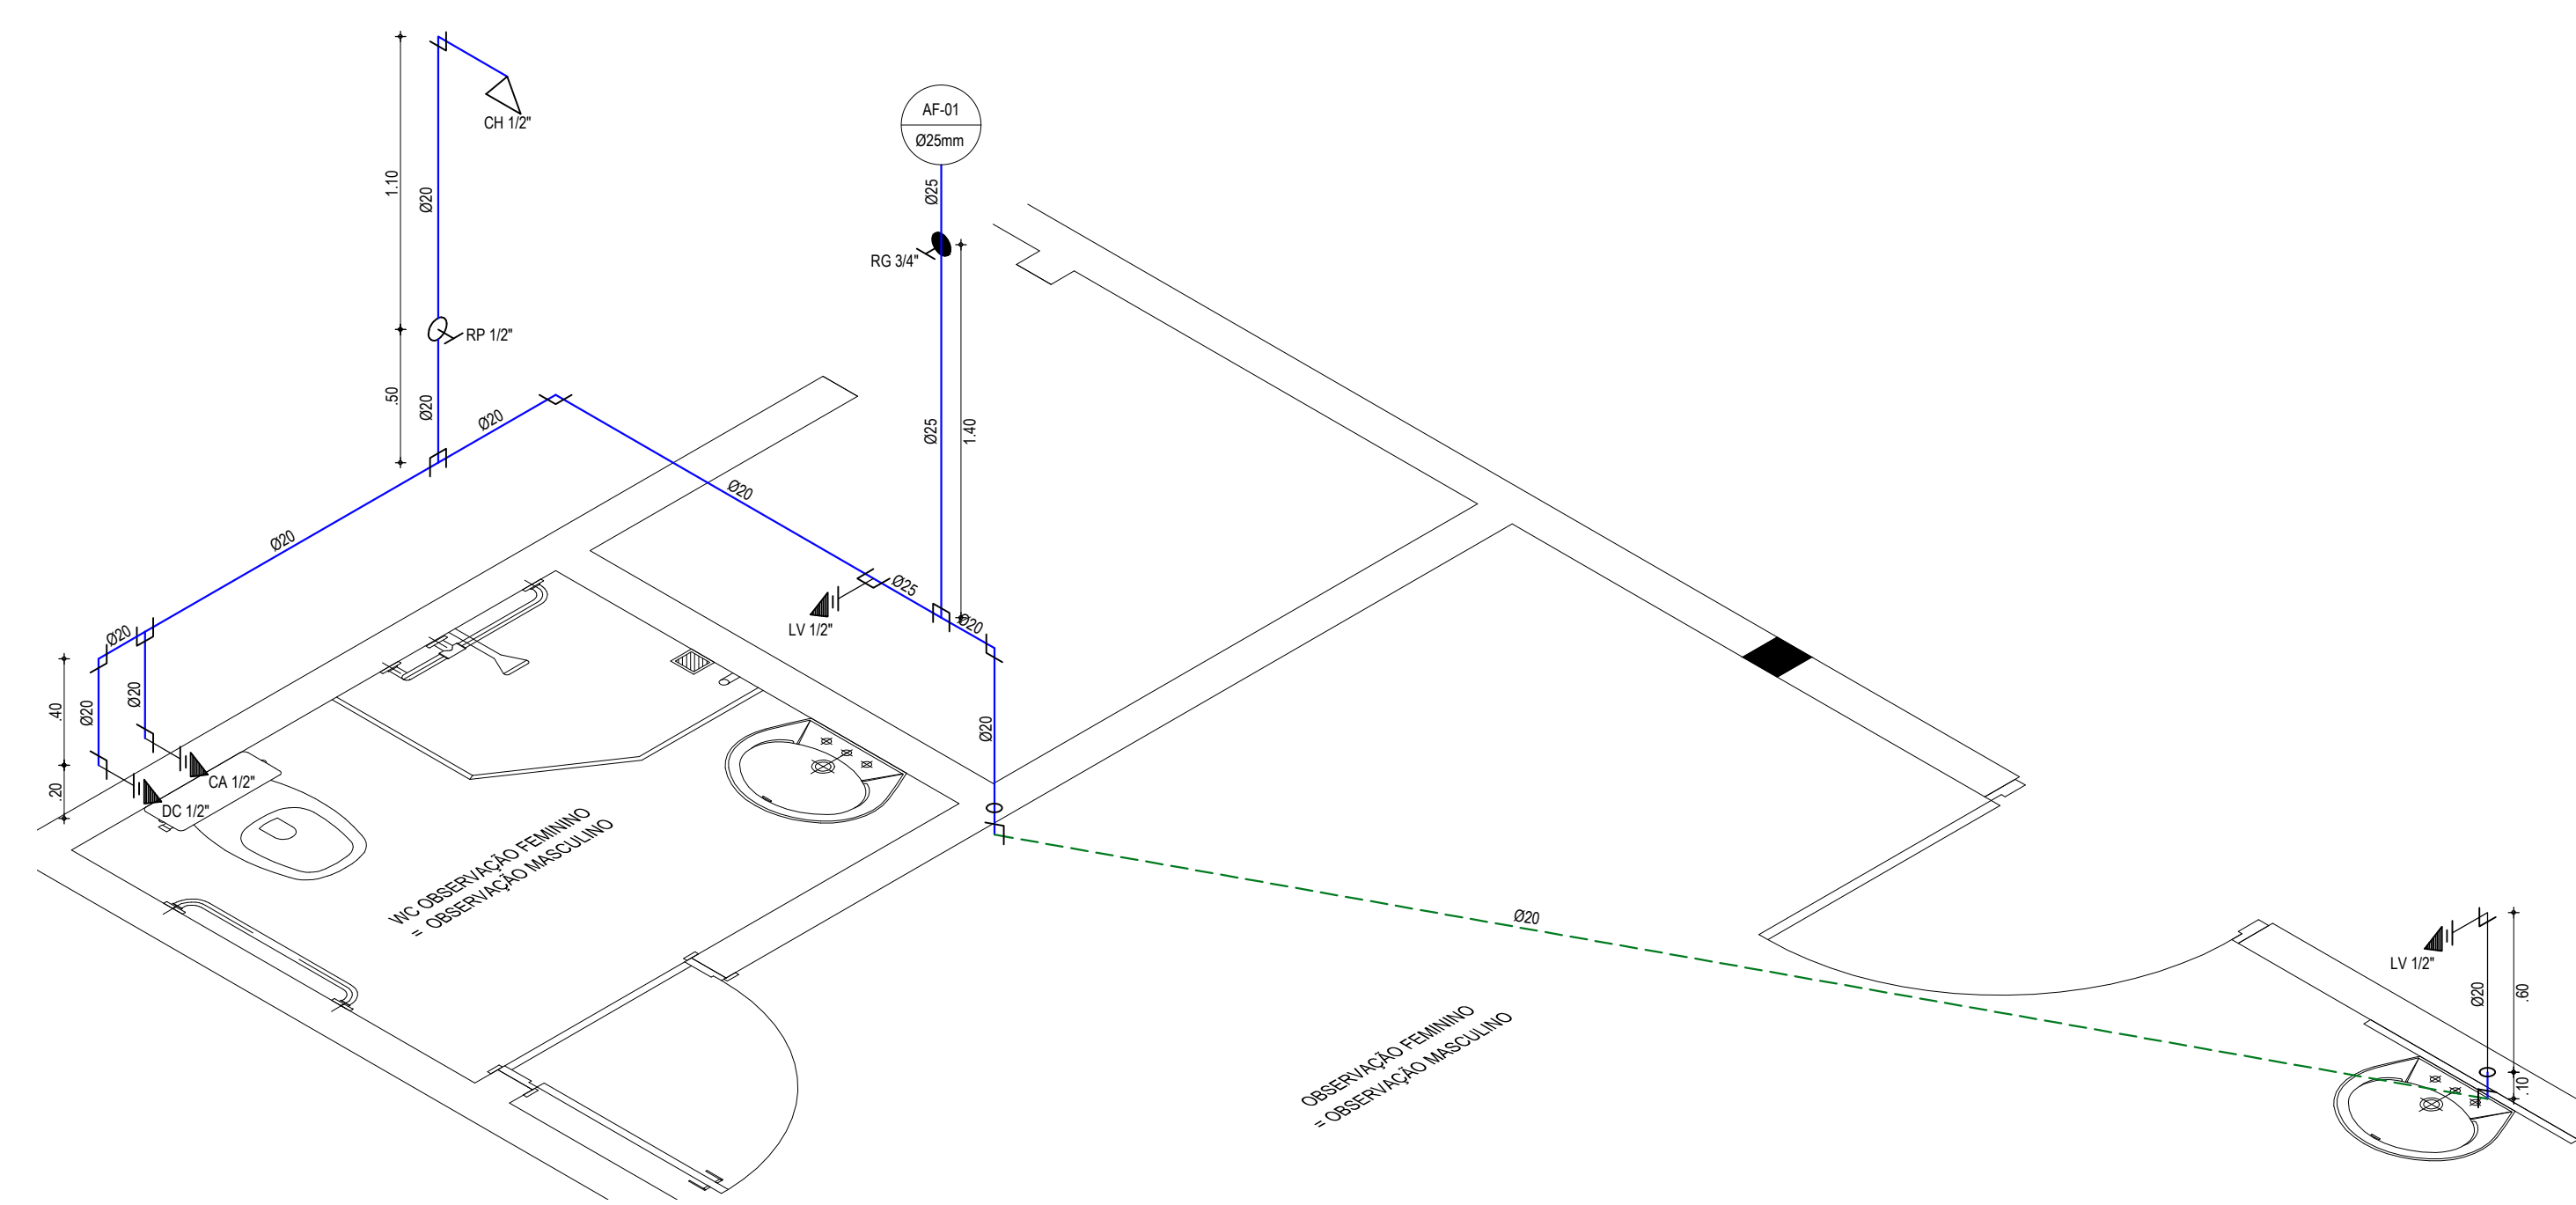 CH 1/2"
AF-01
Ø25mm
1.10
Ø20
Ø25
RG 3/4"
RP 1/2"
.50
Ø20
Ø20
Ø25
1.40
Ø20
Ø20
Ø25
LV 1/2"
Ø20
Ø20
.40
Ø20
Ø20
Ø20
.20
CA 1/2"
DC 1/2"
WC OBSERVAÇÃO FEMININO
= OBSERVAÇÃO MASCULINO
Ø20
LV 1/2"
Ø20
.60
.10
OBSERVAÇÃO FEMININO
= OBSERVAÇÃO MASCULINO